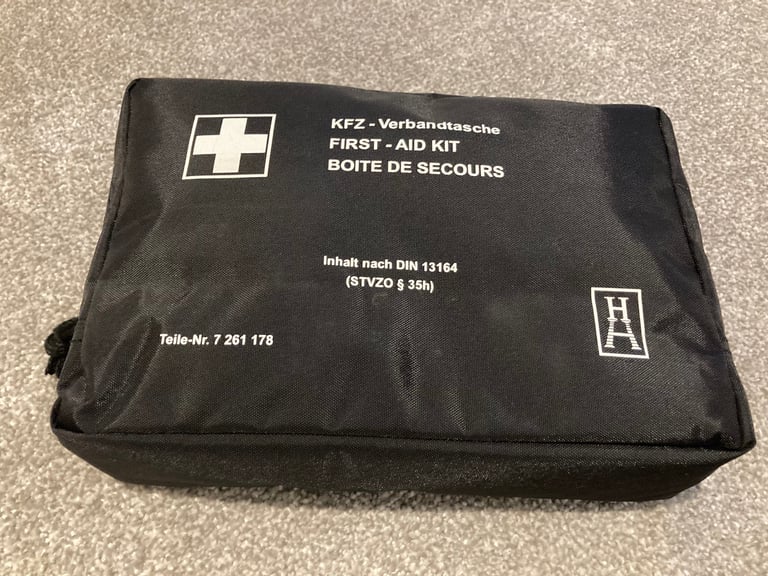 KFZ - Verbandtasche
FIRST - AID KIT
BOITE DE SECOURS
Inhalt nach DIN 13164
(STVZO § 35h)
Teile-Nr. 7 261 178
H
A